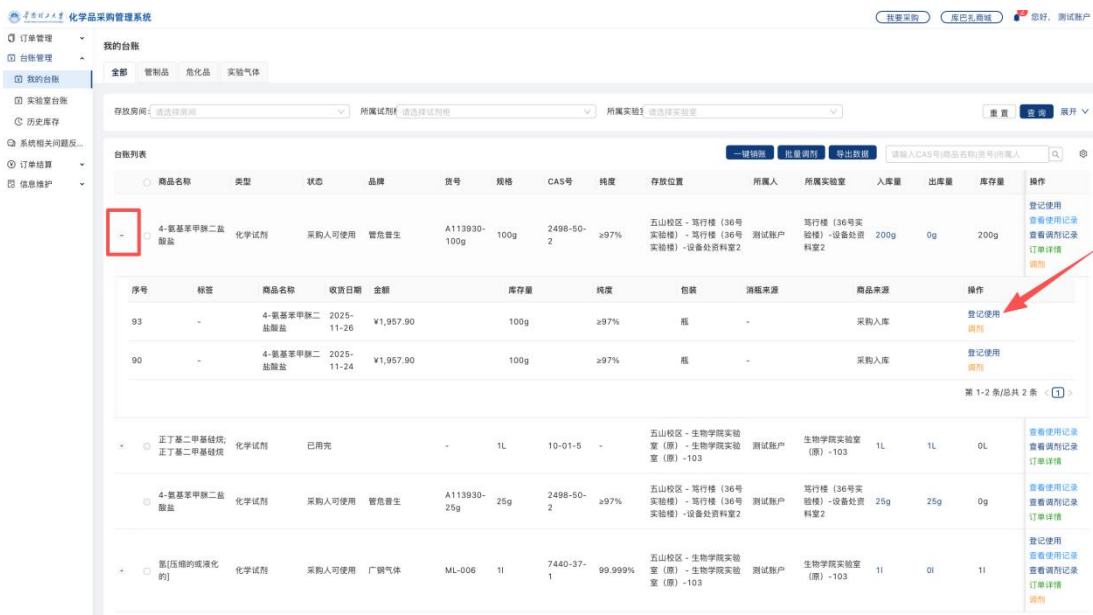 华南理工大学 化学品采购管理系统
我要采购 库巴扎商城 您好, 测试账户
订单管理
台账管理
我的台账
实验室台账
历史库存
系统相关问题反...
订单结算
信息维护
我的台账
全部 管制品 危化品 实验气体
存放房间: 请选择房间 所属试剂柜 请选择试剂柜 请选择实验室
重 置 查 询 展开
台账列表
一键销账 批量调剂 导出数据 请输入CAS号|商品名称|货号|所属人
商品名称 类型 状态 品牌 货号 规格 CAS号 纯度 存放位置 所属人 所属实验室 入库量 出库量 库存量 操作
4-氨基苯甲脒二盐酸盐 化学试剂 采购人可使用 管危普生 A113930-100g 100g 2498-50-2 ≥97% 五山校区 - 笃行楼 (36号实验楼) - 笃行楼 (36号实验楼) -设备处资料室2 测试账户 笃行楼 (36号实验楼) -设备处资料室2 200g 0g 200g
登记使用
查看使用记录
查看调剂记录
订单详情
调剂
序号 标签 商品名称 收货日期 金额 库存量 纯度 包装 消瓶来源 商品来源 操作
93 - 4-氨基苯甲脒二盐酸盐 2025-11-26 ¥1,957.90 100g ≥97% 瓶 - 采购入库 登记使用
调剂
90 - 4-氨基苯甲脒二盐酸盐 2025-11-24 ¥1,957.90 100g ≥97% 瓶 - 采购入库 登记使用
调剂
第 1-2 条/总共 2 条 < 1 >
正丁基二甲基硅烷;正丁基二甲基硅烷 化学试剂 已用完 - 1L 10-01-5 - 五山校区 - 生物学院实验室 (原) - 生物学院实验室 (原) -103 测试账户 生物学院实验室 (原) -103 1L 1L 0L
查看使用记录
查看调剂记录
订单详情
4-氨基苯甲脒二盐酸盐 化学试剂 采购人可使用 管危普生 A113930-25g 25g 2498-50-2 ≥97% 五山校区 - 笃行楼 (36号实验楼) - 笃行楼 (36号实验楼) -设备处资料室2 测试账户 笃行楼 (36号实验楼) -设备处资料室2 25g 25g 0g
查看使用记录
查看调剂记录
订单详情
氩[压缩的或液化的] 化学试剂 采购人可使用 广钢气体 ML-006 1l 7440-37-1 99.999% 五山校区 - 生物学院实验室 (原) - 生物学院实验室 (原) -103 测试账户 生物学院实验室 (原) -103 1l 0l 1l
登记使用
查看使用记录
查看调剂记录
订单详情
调剂